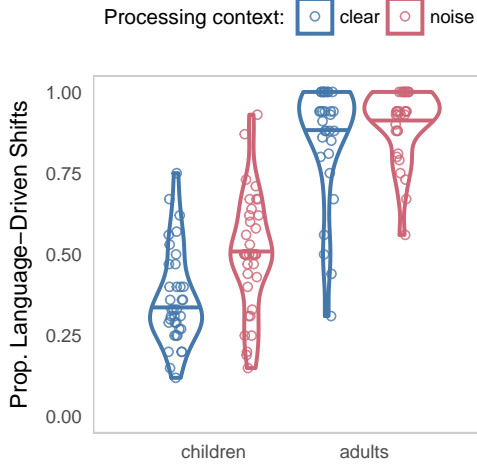 Processing context: clear noise
Prop. Language−Driven Shifts
1.00
0.75
0.50
0.25
0.00
children adults